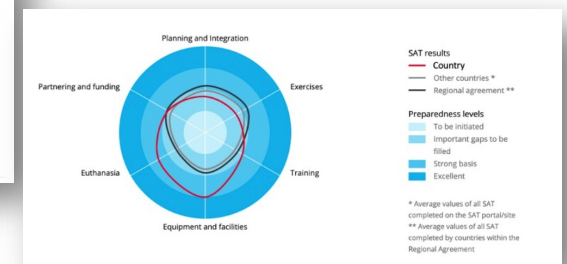 Planning and Integration
Partnering and funding
Exercises
Euthanasia
Training
Equipment and facilities
SAT results
Country
Other countries *
Regional agreement **
Preparedness levels
To be initiated
Important gaps to be
filled
Strong basis
Excellent
* Average values of all SAT
completed on the SAT portal/site
** Average values of all SAT
completed by countries within the
Regional Agreement